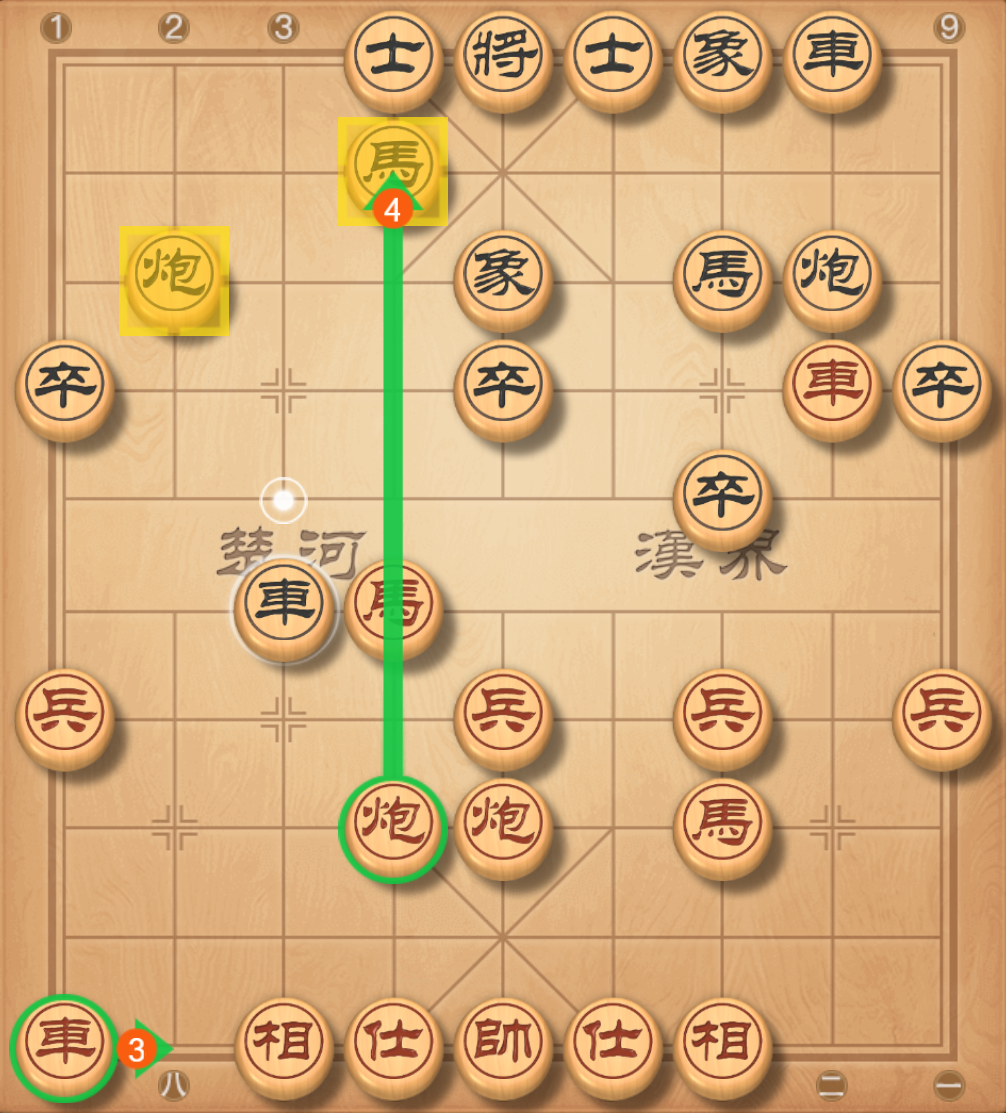 1 2 3 9
士 將 士 象 車
馬
4
炮 象 馬 炮
卒 卒 車 卒
卒
楚河 漢界
車 馬
兵 兵 兵 兵
炮 炮 馬
車 3 相 仕 帥 仕 相
八 二 一